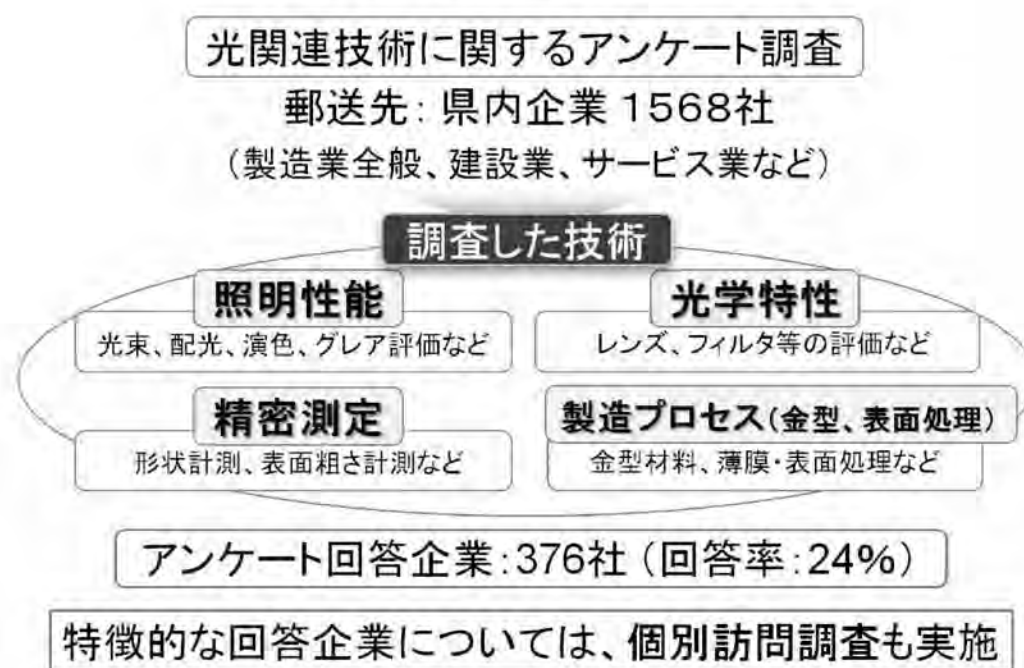 光関連技術に関するアンケート調査
郵送先：県内企業 1568社
（製造業全般、建設業、サービス業など）
調査した技術
照明性能
光束、配光、演色、グレア評価など
光学特性
レンズ、フィルタ等の評価など
精密測定
形状計測、表面粗さ計測など
製造プロセス（金型、表面処理）
金型材料、薄膜・表面処理など
アンケート回答企業：376社（回答率：24%）
特徴的な回答企業については、個別訪問調査も実施